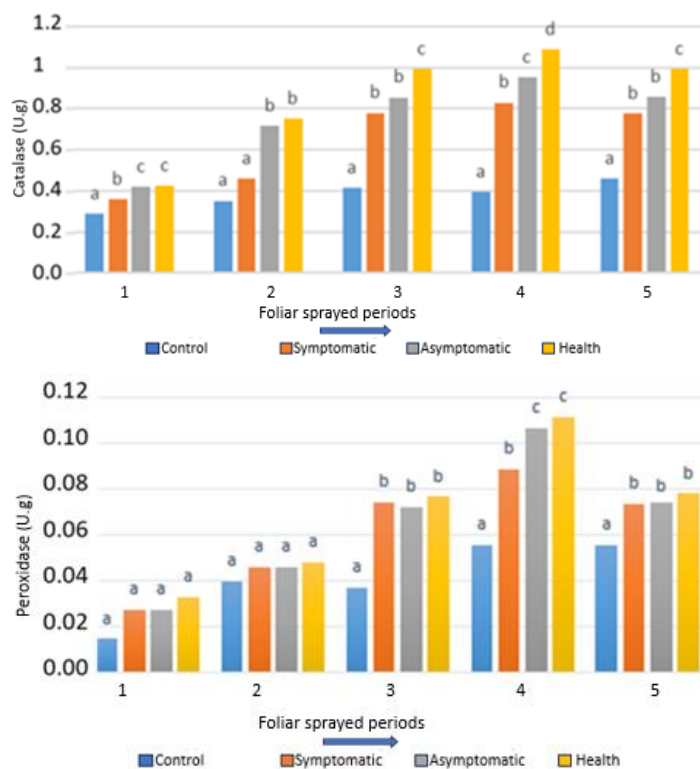 1.2
1
0.8
0.6
0.4
0.2
0.0
Catalase (U.g)
a b c c
a a b b
a b b c
a b c d
a b b c
1 2 3 4 5
Foliar sprayed periods
Control Symptomatic Asymptomatic Health
0.12
0.10
0.08
0.06
0.04
0.02
0.00
Peroxidase (U.g)
a a a a
a a a a
a b b b
a b c c
a b b b
1 2 3 4 5
Foliar sprayed periods
Control Symptomatic Asymptomatic Health